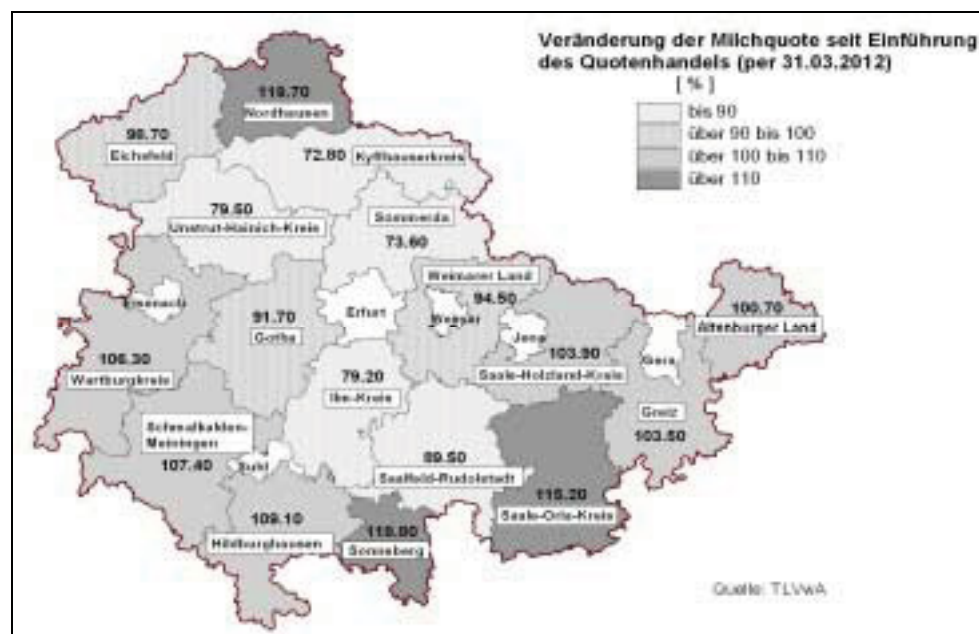 Veränderung der Milchquote seit Einführung
des Quotenhandels (per 31.03.2012)
[ % ]
bis 90
über 90 bis 100
über 100 bis 110
über 110
Nordhausen
98.70
Eichsfeld
72.80
Kyffhäuserkreis
79.50
Unstrut-Hainich-Kreis
Sömmerda
73.60
Weimarer Land
94.50
Eisenach
91.70
Gotha
Erfurt
Weimar
Jena
103.90
Saale-Holzland-Kreis
Gera
100.70
Altenburger Land
106.30
Wartburgkreis
79.20
Ilm-Kreis
Greiz
103.50
Schmalkalden-
Meiningen
107.40
Suhl
89.50
Saalfeld-Rudolstadt
Saale-Orla-Kreis
109.10
Hildburghausen
Sonneberg
Quelle: TLVwA